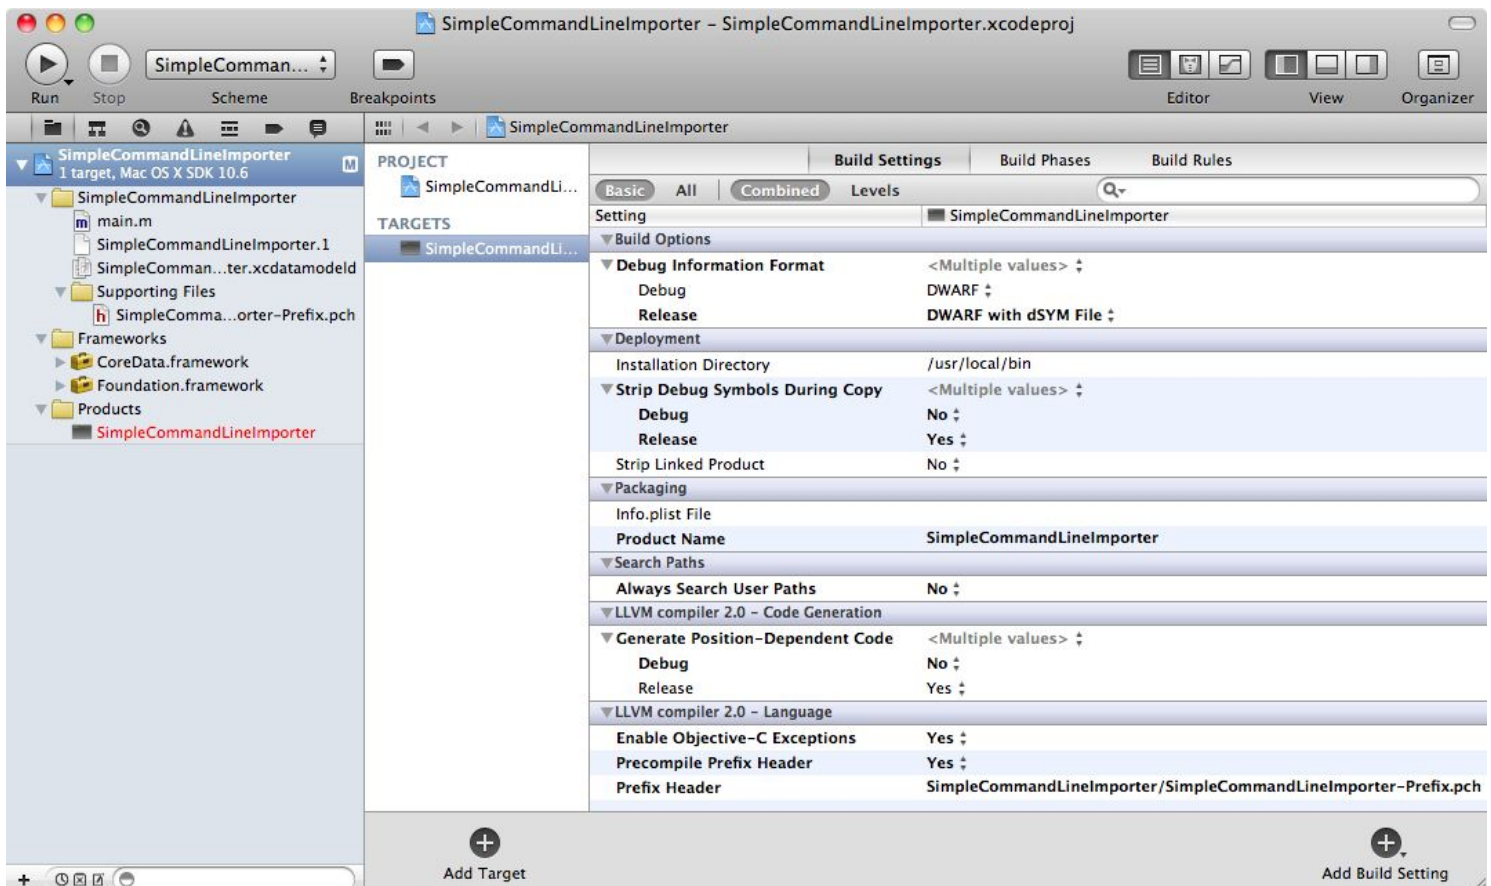 SimpleCommandLineImporter – SimpleCommandLineImporter.xcodeproj
SimpleComman...
Run Stop Scheme Breakpoints Editor View Organizer
SimpleCommandLineImporter
SimpleCommandLineImporter
1 target, Mac OS X SDK 10.6
M
SimpleCommandLineImporter
m main.m
SimpleCommandLineImporter.1
SimpleComman...ter.xcdatamodeld
Supporting Files
h SimpleComma...orter-Prefix.pch
Frameworks
CoreData.framework
Foundation.framework
Products
SimpleCommandLineImporter
PROJECT
SimpleCommandLi...
TARGETS
SimpleCommandLi...
Build Settings Build Phases Build Rules
Basic All Combined Levels
Setting SimpleCommandLineImporter
Build Options
Debug Information Format <Multiple values>
Debug DWARF
Release DWARF with dSYM File
Deployment
Installation Directory /usr/local/bin
Strip Debug Symbols During Copy <Multiple values>
Debug No
Release Yes
Strip Linked Product No
Packaging
Info.plist File
Product Name SimpleCommandLineImporter
Search Paths
Always Search User Paths No
LLVM compiler 2.0 – Code Generation
Generate Position-Dependent Code <Multiple values>
Debug No
Release Yes
LLVM compiler 2.0 – Language
Enable Objective-C Exceptions Yes
Precompile Prefix Header Yes
Prefix Header SimpleCommandLineImporter/SimpleCommandLineImporter-Prefix.pch
Add Target Add Build Setting